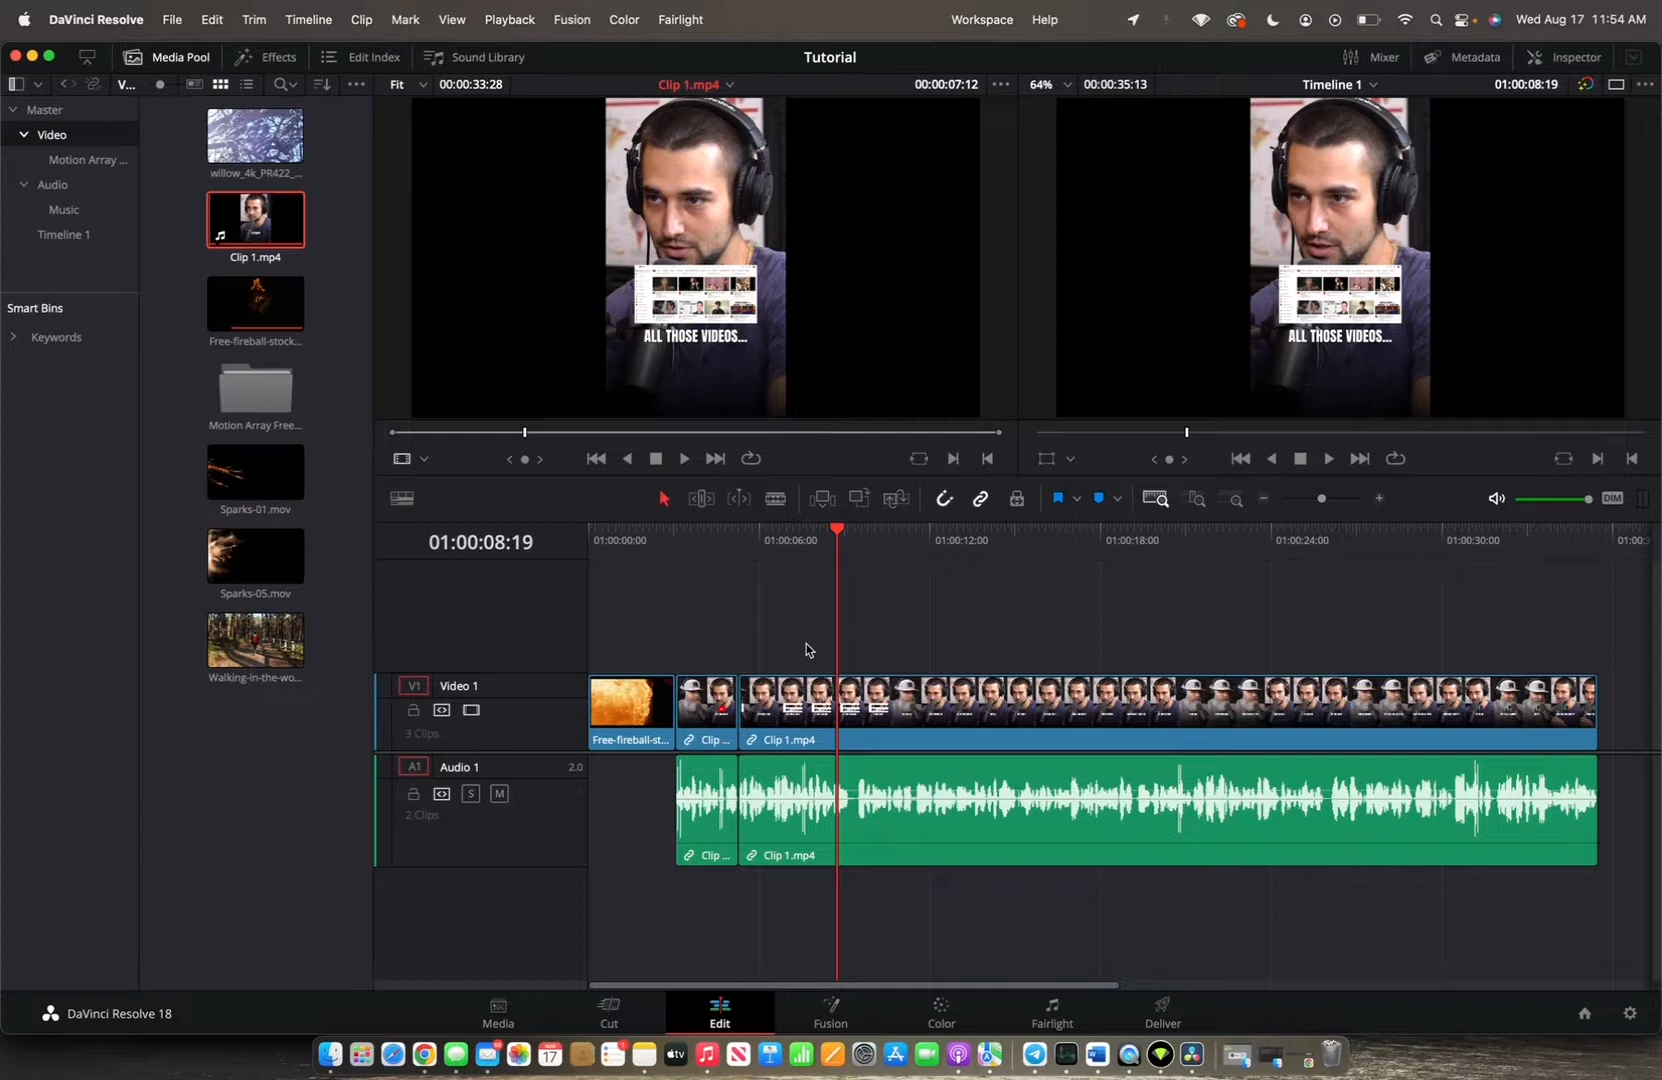 DaVinci Resolve File Edit Trim Timeline Clip Mark View Playback Fusion Color Fairlight Workspace Help Wed Aug 17 11:54 AM
Media Pool Effects Edit Index Sound Library Tutorial Mixer Metadata Inspector
V... Fit 00:00:33:28 Clip 1.mp4 00:00:07:12 64% 00:00:35:13 Timeline 1 01:00:08:19
Master
Video
Motion Array ...
Audio
Music
Timeline 1
Smart Bins
Keywords
willow_4k_PR422_...
Clip 1.mp4
Free-fireball-stock...
Motion Array Free...
Sparks-01.mov
Sparks-05.mov
Walking-in-the-wo...
ALL THOSE VIDEOS...
ALL THOSE VIDEOS...
DIM
01:00:08:19
01:00:00:00 01:00:06:00 01:00:12:00 01:00:18:00 01:00:24:00 01:00:30:00 01:00:3
V1 Video 1
3 Clips
Free-fireball-st... Clip ... Clip 1.mp4
A1 Audio 1 2.0
S M
2 Clips
Clip ... Clip 1.mp4
DaVinci Resolve 18
Media Cut Edit Fusion Color Fairlight Deliver
17
tv